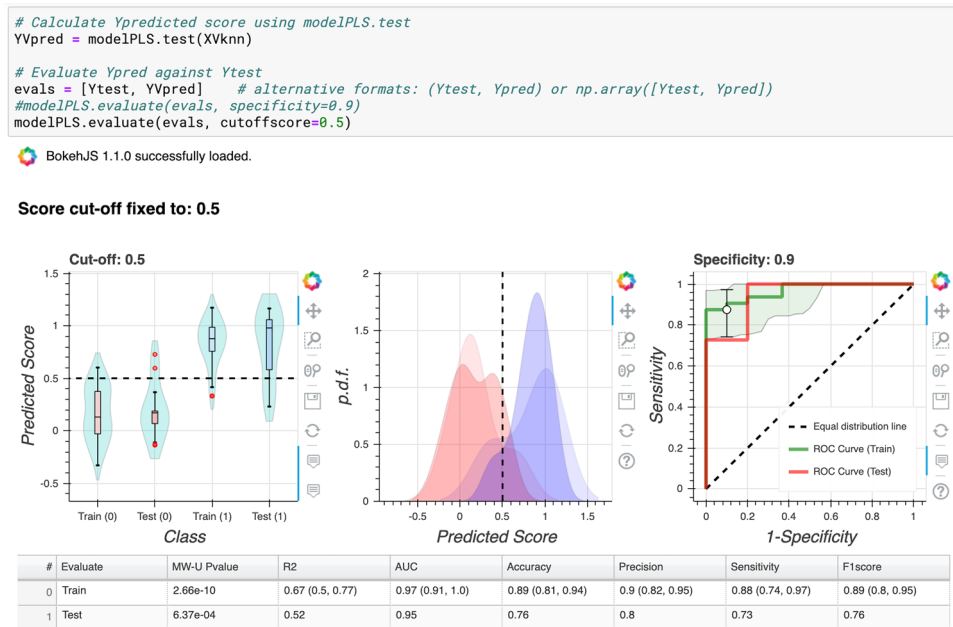 # Calculate Ypredicted score using modelPLS.test
YVpred = modelPLS.test(XVknn)
# Evaluate Ypred against Ytest
evals = [Ytest, YVpred]    # alternative formats: (Ytest, Ypred) or np.array([Ytest, Ypred])
#modelPLS.evaluate(evals, specificity=0.9)
modelPLS.evaluate(evals, cutoffscore=0.5)
BokehJS 1.1.0 successfully loaded.
Score cut-off fixed to: 0.5
Cut-off: 0.5
1.5
1
0.5
0
-0.5
Predicted Score
Train (0) Test (0) Train (1) Test (1)
Class
2
1.5
1
0.5
0
p.d.f.
-0.5 0 0.5 1 1.5
Predicted Score
Specificity: 0.9
1
0.8
0.6
0.4
0.2
0
Sensitivity
Equal distribution line
ROC Curve (Train)
ROC Curve (Test)
0 0.2 0.4 0.6 0.8 1
1-Specificity
# Evaluate MW-U Pvalue R2 AUC Accuracy Precision Sensitivity F1score
0 Train 2.66e-10 0.67 (0.5, 0.77) 0.97 (0.91, 1.0) 0.89 (0.81, 0.94) 0.9 (0.82, 0.95) 0.88 (0.74, 0.97) 0.89 (0.8, 0.95)
1 Test 6.37e-04 0.52 0.95 0.76 0.8 0.73 0.76